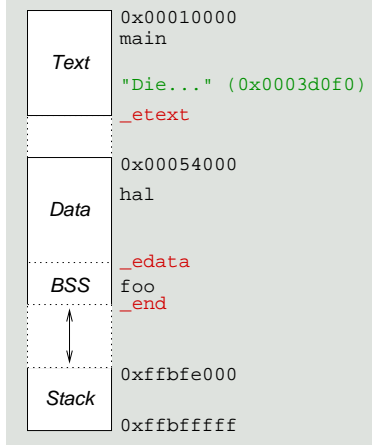 0x00010000
main
Text
"Die..." (0x0003d0f0)
_etext
0x00054000
hal
Data
_edata
BSS
foo
_end
0xffbfe000
Stack
0xffbfffff